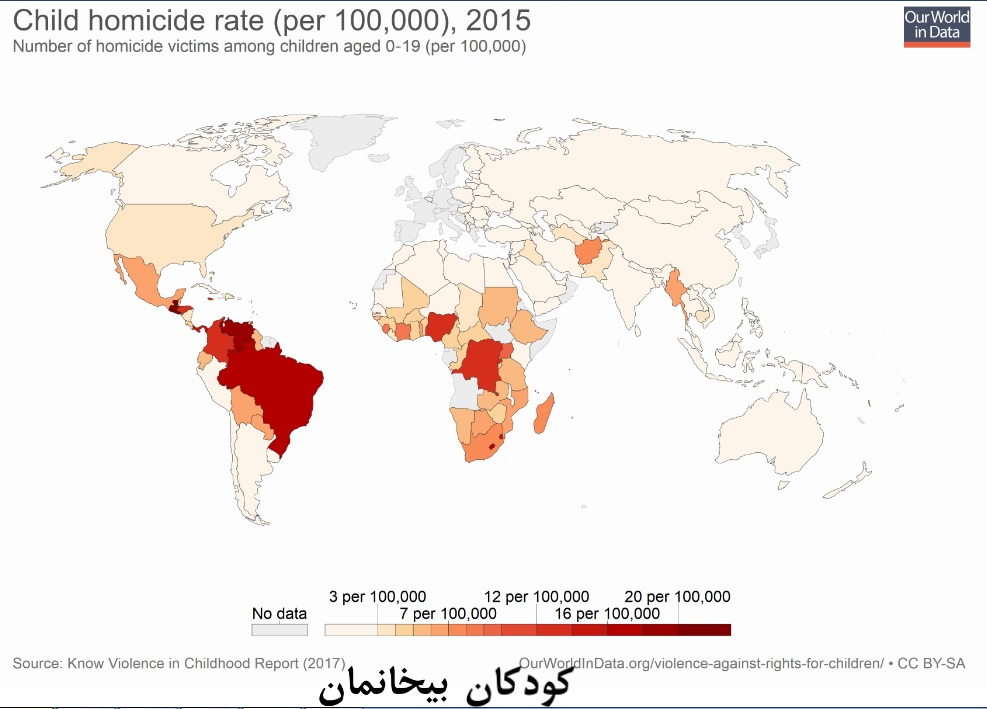 Child homicide rate (per 100,000), 2015
Number of homicide victims among children aged 0-19 (per 100,000)
Our World
in Data
3 per 100,000 12 per 100,000 20 per 100,000
No data 7 per 100,000 16 per 100,000
Source: Know Violence in Childhood Report (2017) OurWorldInData.org/violence-against-rights-for-children/ • CC BY-SA
کودکان بیخانمان